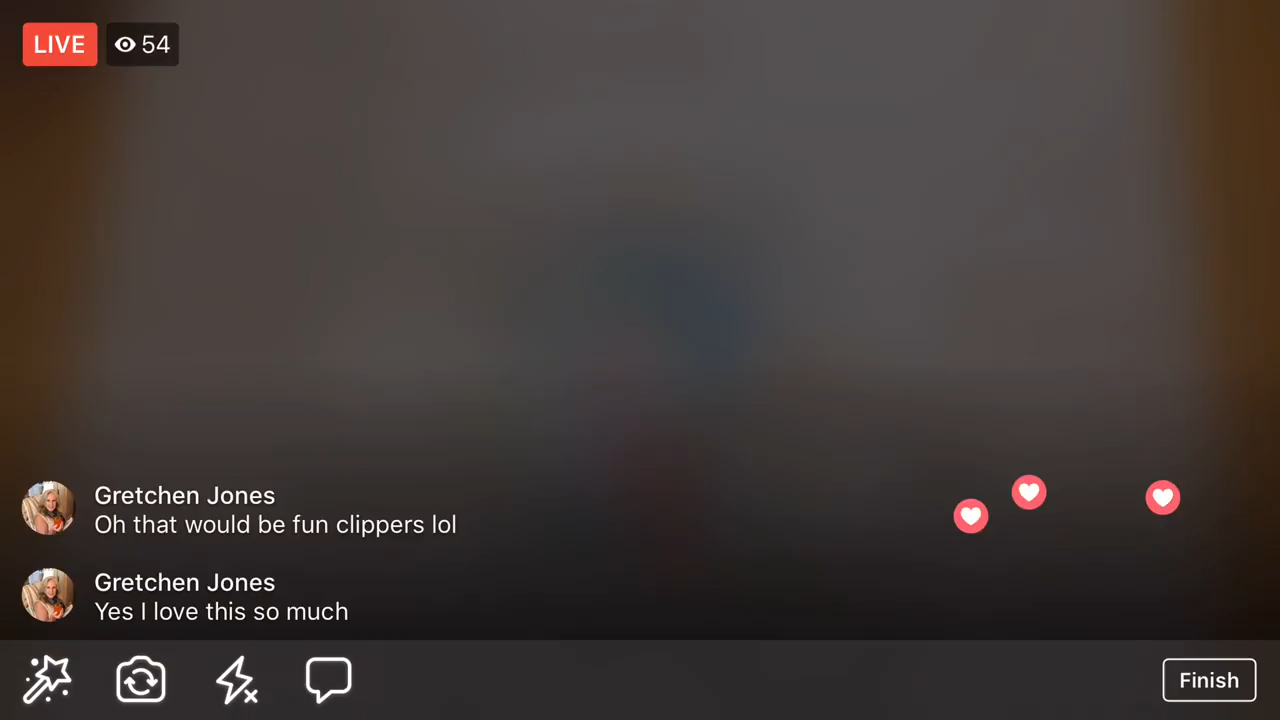 LIVE 54
Gretchen Jones
Oh that would be fun clippers lol
Gretchen Jones
Yes I love this so much
Finish